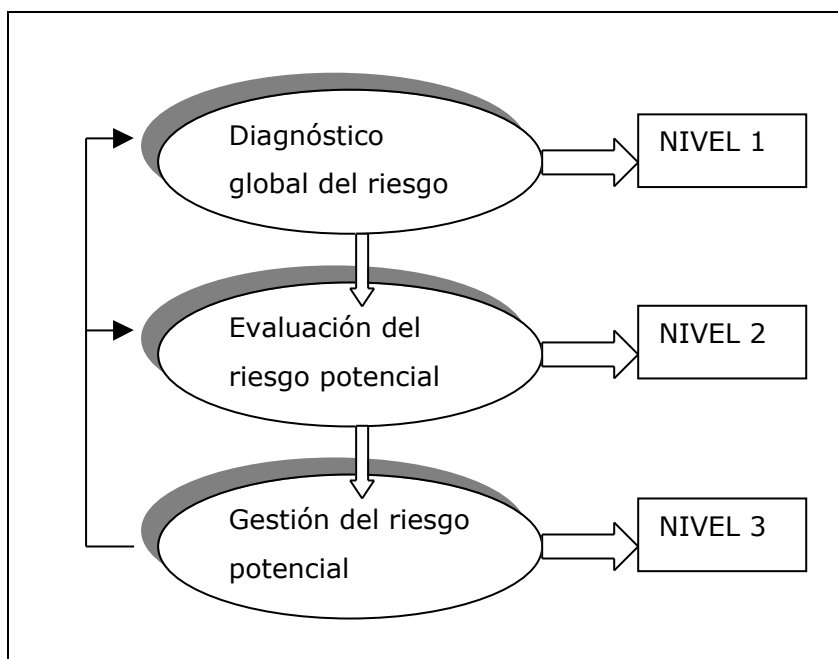 Diagnóstico
global del riesgo
NIVEL 1
Evaluación del
riesgo potencial
NIVEL 2
Gestión del riesgo
potencial
NIVEL 3